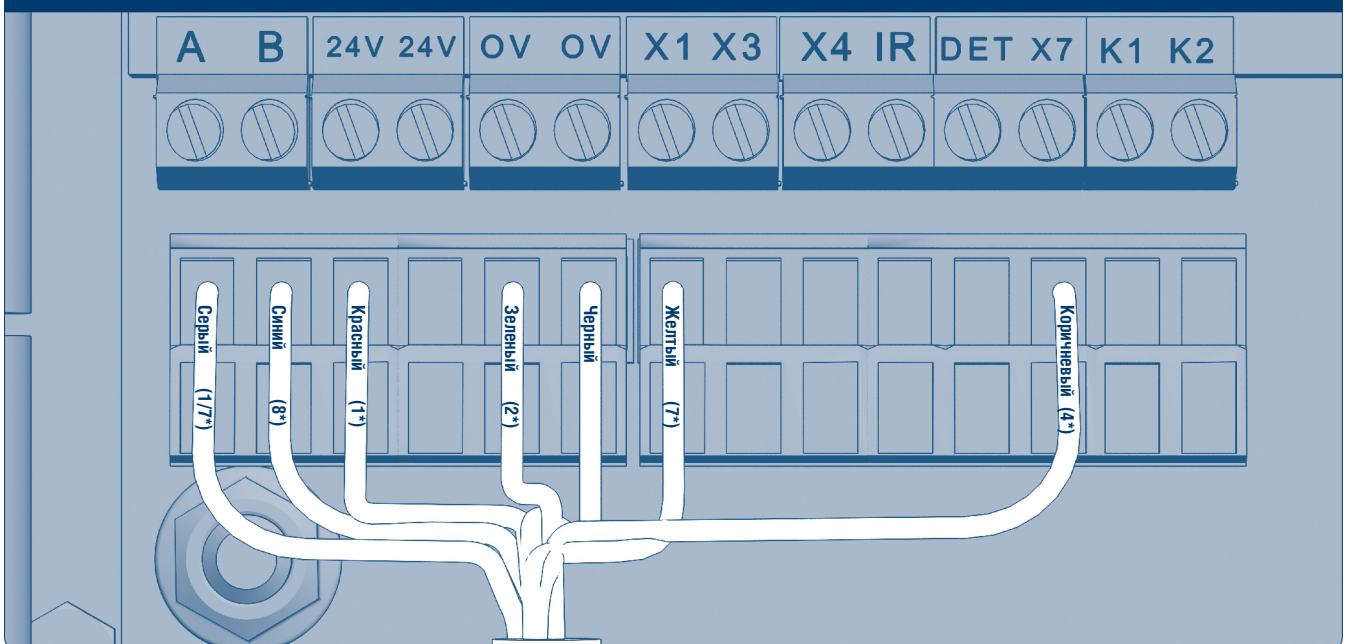 A B 24V 24V OV OV X1 X3 X4 IR DET X7 K1 K2
Серый (1/7*)
Синий (8*)
Красный (1*)
Зеленый (2*)
Черный
Желтый (7*)
Коричневый (4*)